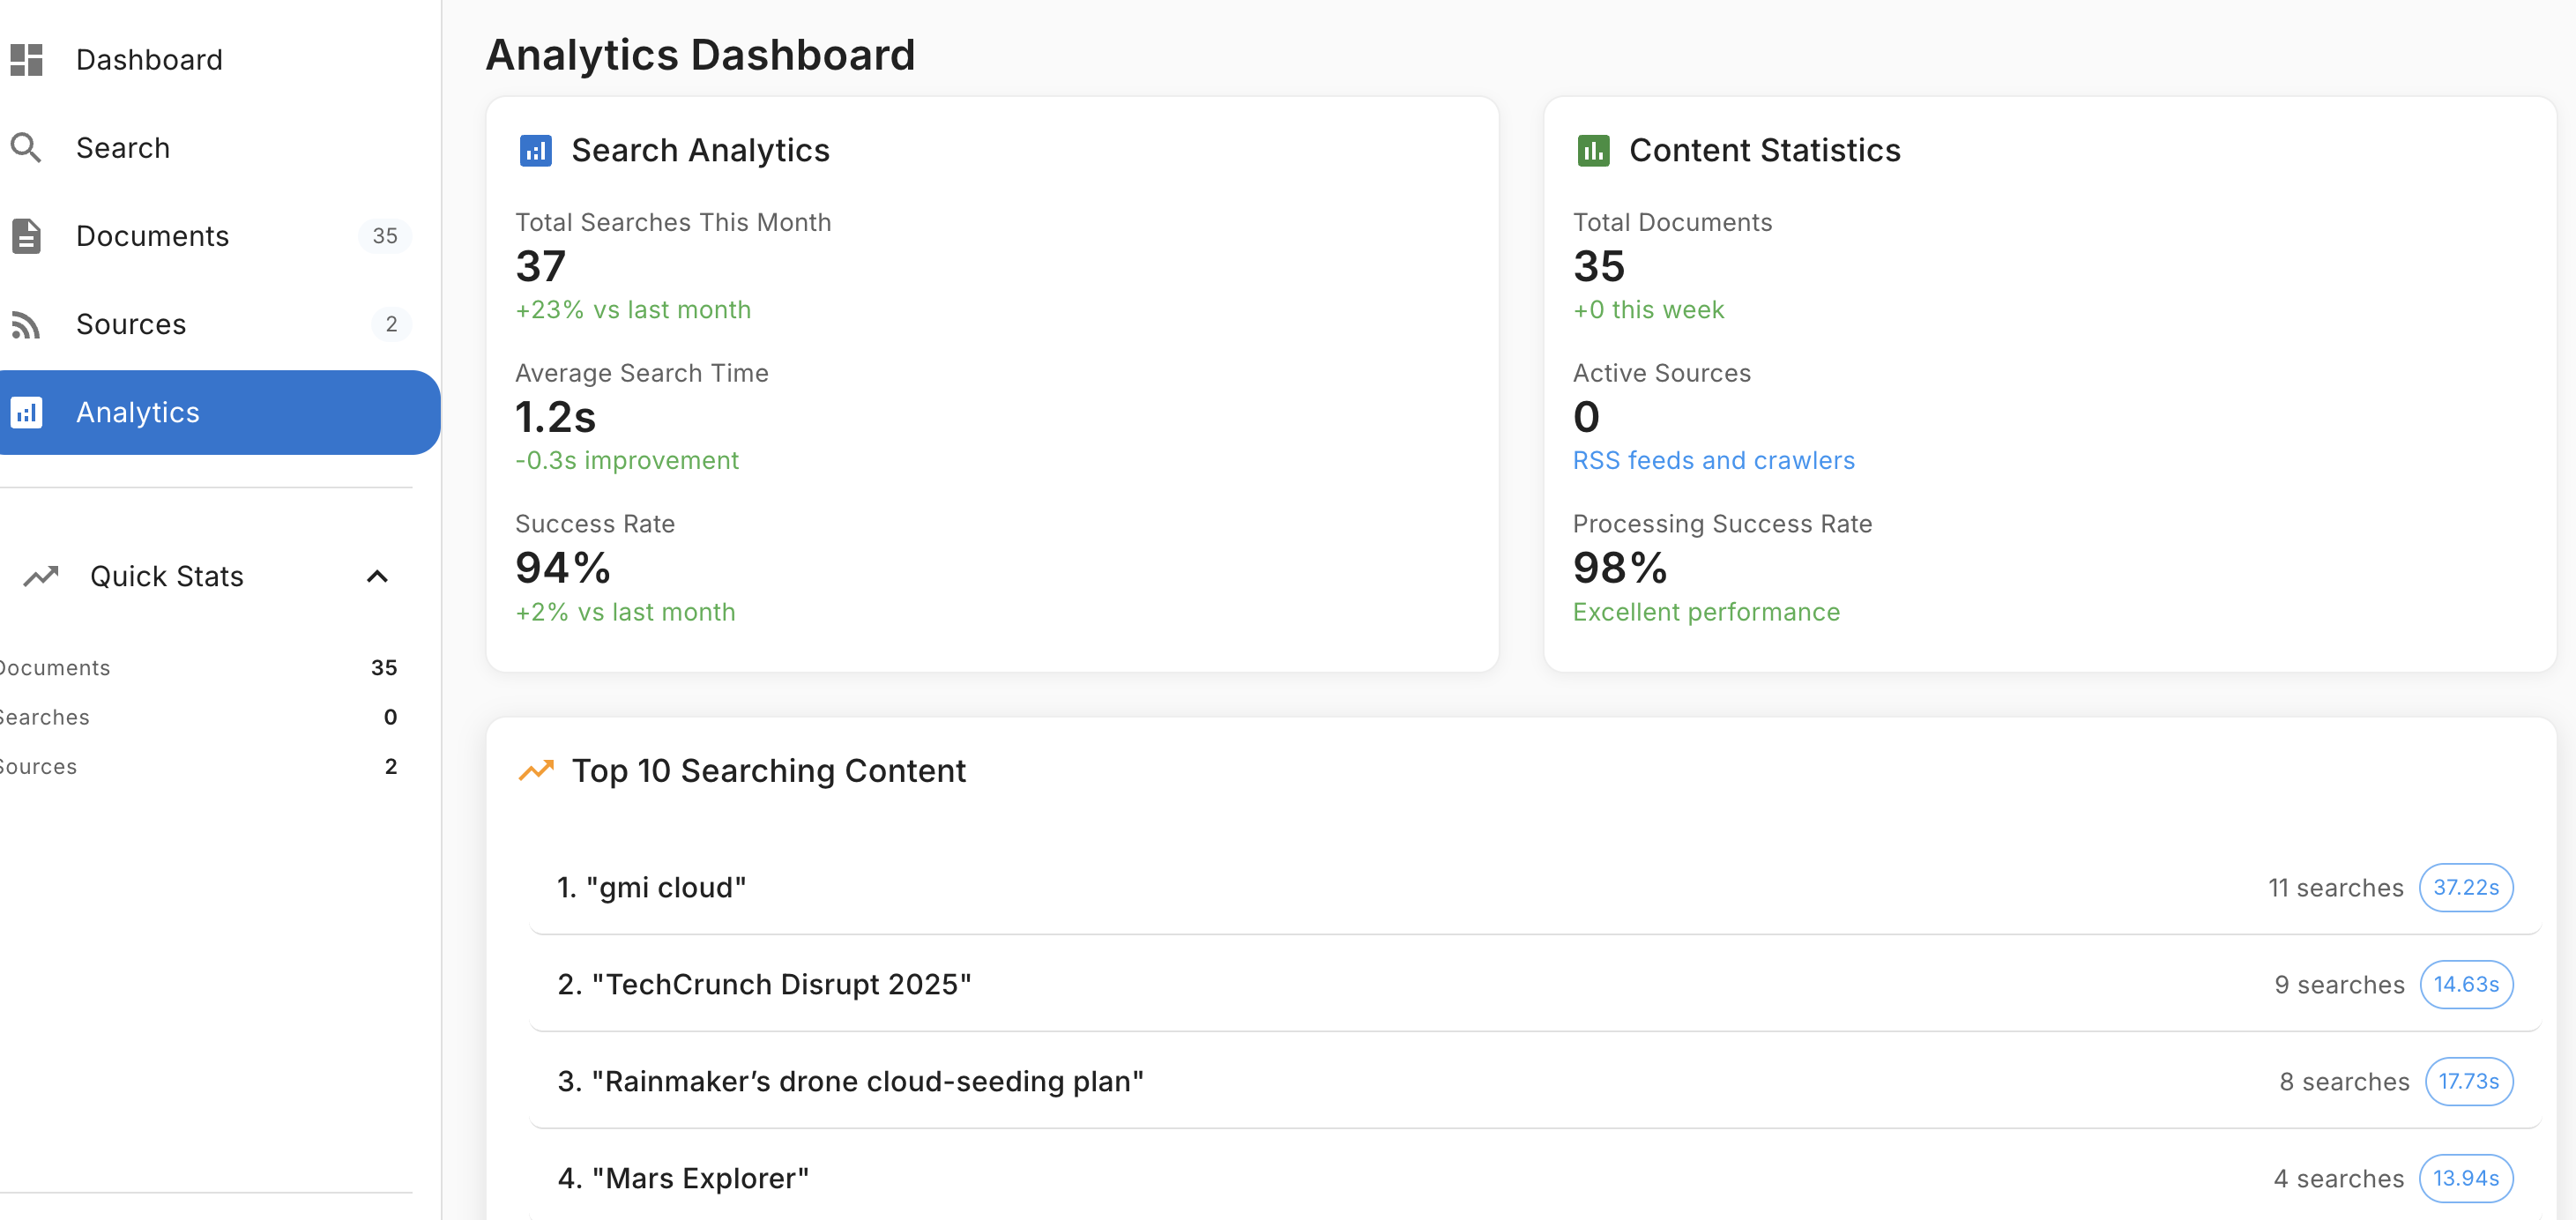 Dashboard
Search
Documents 35
Sources 2
Analytics
Quick Stats
Documents 35
Searches 0
Sources 2
Analytics Dashboard
Search Analytics
Total Searches This Month
37
+23% vs last month
Average Search Time
1.2s
-0.3s improvement
Success Rate
94%
+2% vs last month
Content Statistics
Total Documents
35
+0 this week
Active Sources
0
RSS feeds and crawlers
Processing Success Rate
98%
Excellent performance
Top 10 Searching Content
1. "gmi cloud" 11 searches 37.22s
2. "TechCrunch Disrupt 2025" 9 searches 14.63s
3. "Rainmaker’s drone cloud-seeding plan" 8 searches 17.73s
4. "Mars Explorer" 4 searches 13.94s